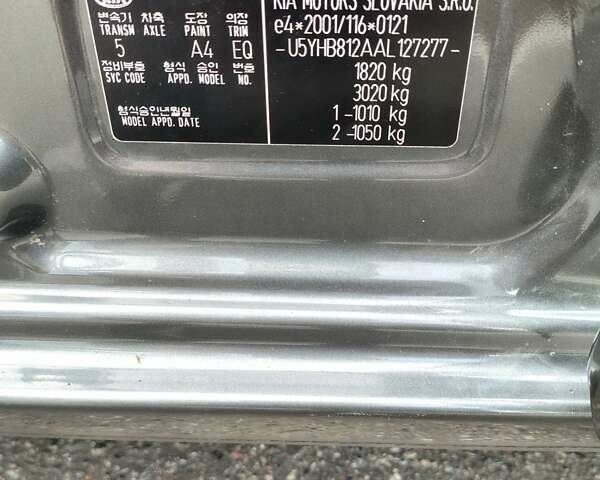 KIA
KIA MOTORS SLOVAKIA S.R.O.
변속기 차축 도장 의장
TRANSM AXLE PAINT TRIM
5 A4 EQ
정비부호 형식 승인 번호
SVC CODE APPD. MODEL NO.
형식승인년월일
MODEL APPD. DATE
e4*2001/116*0121
-U5YHB812AAL127277-
1820 kg
3020 kg
1-1010 kg
2-1050 kg